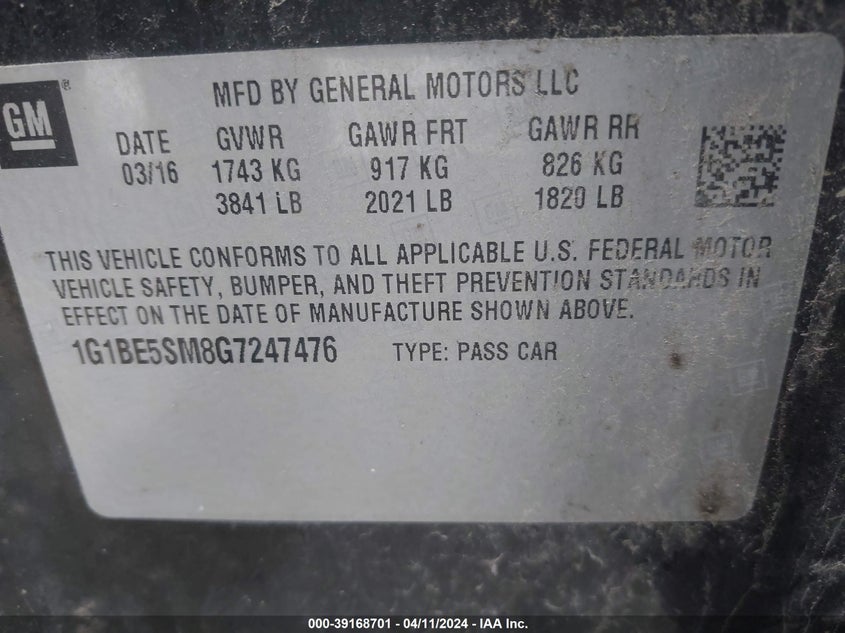 GM ®
MFD BY GENERAL MOTORS LLC
DATE GVWR GAWR FRT GAWR RR
03/16 1743 KG 917 KG 826 KG
3841 LB 2021 LB 1820 LB
THIS VEHICLE CONFORMS TO ALL APPLICABLE U.S. FEDERAL MOTOR
VEHICLE SAFETY, BUMPER, AND THEFT PREVENTION STANDARDS IN
EFFECT ON THE DATE OF MANUFACTURE SHOWN ABOVE.
1G1BE5SM8G7247476 TYPE: PASS CAR
000-39168701 - 04/11/2024 - IAA Inc.